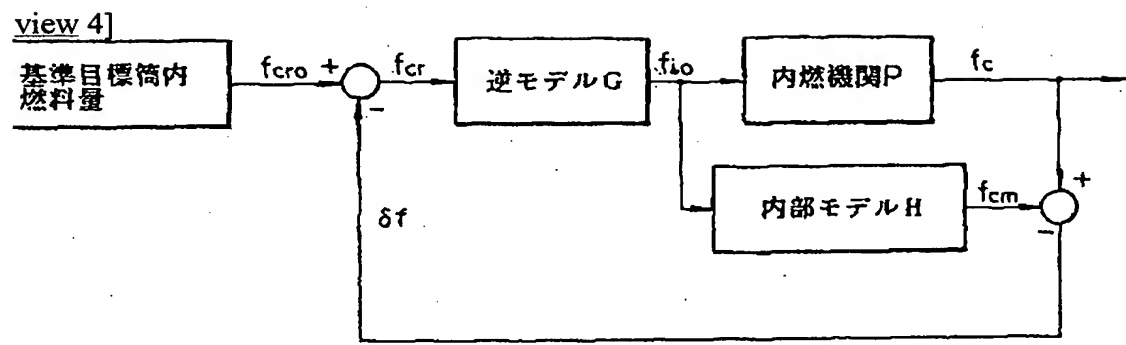 view 4]
基準目標筒内
燃料量
fcro
+
-
fcr
逆モデルG
fio
内燃機関P
fc
内部モデルH
fcm
+
-
δf